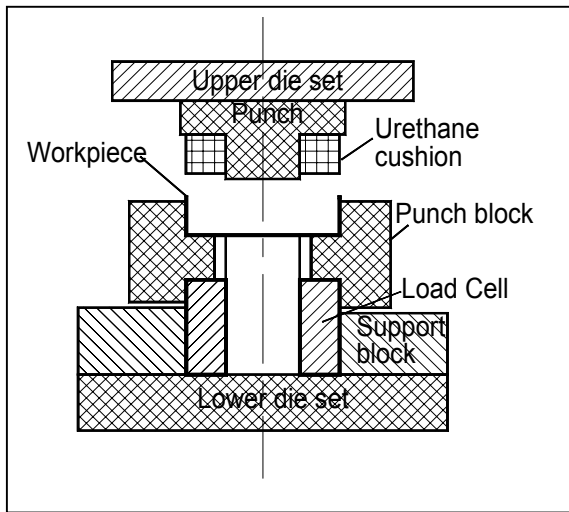 Upper die set
Punch
Urethane
cushion
Workpiece
Punch block
Load Cell
Support
block
Lower die set